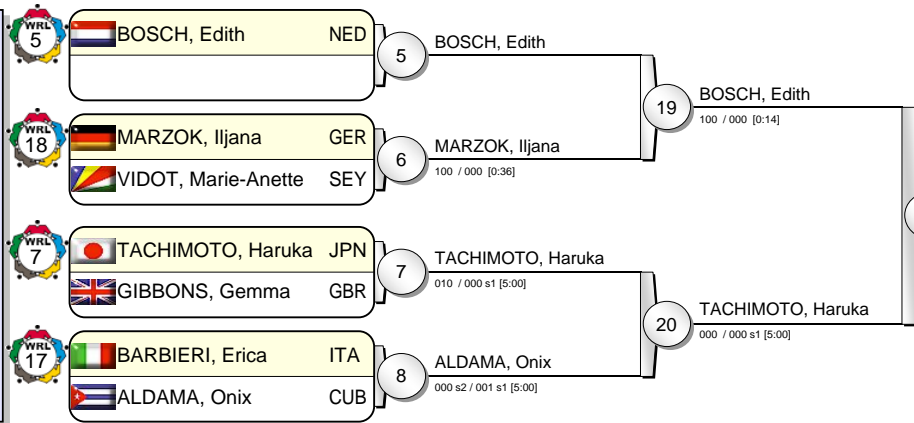 WRL
5
BOSCH, Edith NED
5
BOSCH, Edith
WRL
18
MARZOK, Iljana GER
VIDOT, Marie-Anette SEY
6
MARZOK, Iljana
100 / 000 [0:36]
19
BOSCH, Edith
100 / 000 [0:14]
WRL
7
TACHIMOTO, Haruka JPN
GIBBONS, Gemma GBR
7
TACHIMOTO, Haruka
010 / 000 s1 [5:00]
WRL
17
BARBIERI, Erica ITA
ALDAMA, Onix CUB
8
ALDAMA, Onix
000 s2 / 001 s1 [5:00]
20
TACHIMOTO, Haruka
000 / 000 s1 [5:00]